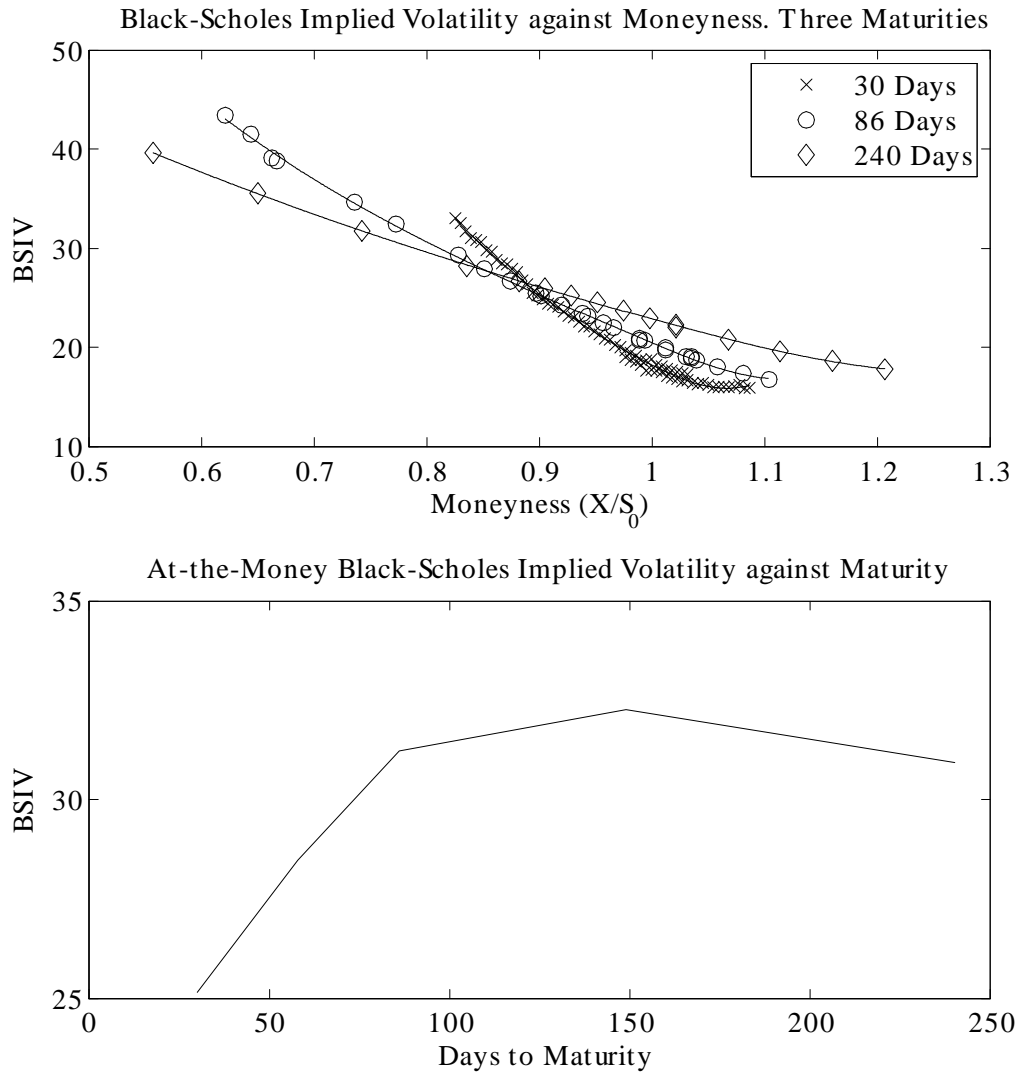 Black-Scholes Implied Volatility against Moneyness. Three Maturities
50
40
30
20
10
BSIV
30 Days
86 Days
240 Days
0.5 0.6 0.7 0.8 0.9 1 1.1 1.2 1.3
Moneyness (X/S0)
At-the-Money Black-Scholes Implied Volatility against Maturity
35
30
25
BSIV
0 50 100 150 200 250
Days to Maturity